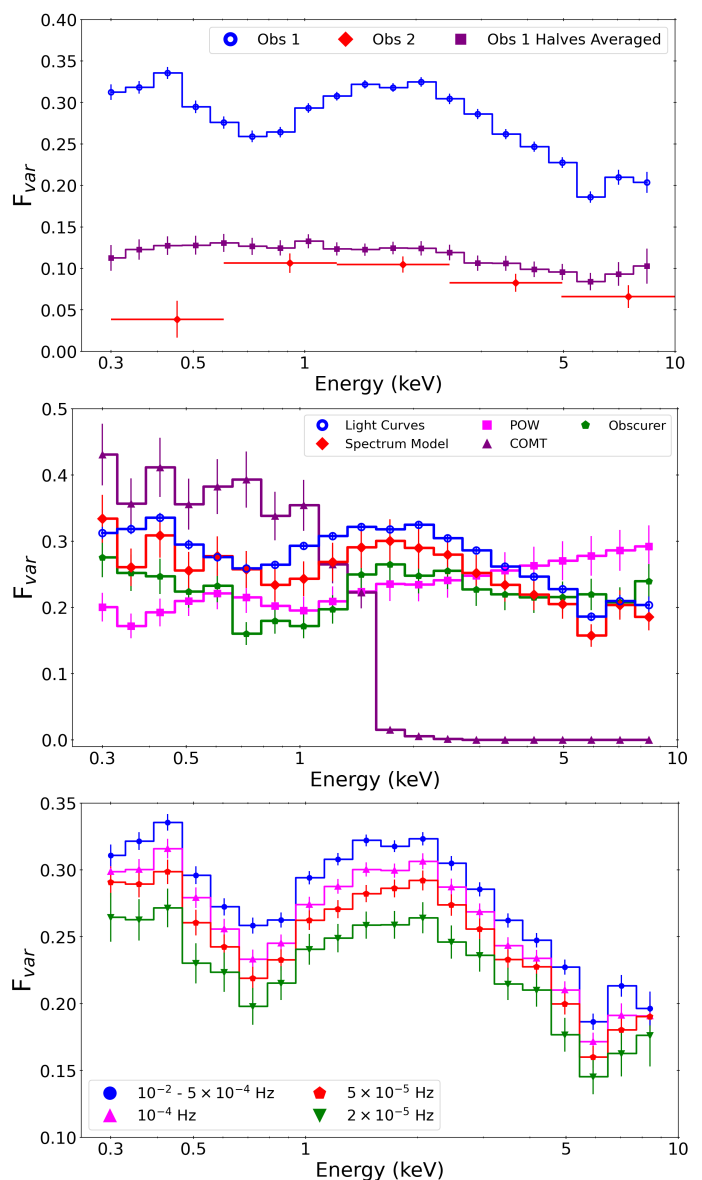 0.40
Obs 1 Obs 2 Obs 1 Halves Averaged
0.35
0.30
0.25
0.20
F_var
0.15
0.10
0.05
0.00
0.3 0.5 1 5 10
Energy (keV)
0.5
Light Curves POW Obscurer
Spectrum Model COMT
0.4
0.3
F_var
0.2
0.1
0.0
0.3 0.5 1 5 10
Energy (keV)
0.35
0.30
0.25
F_var
0.20
0.15
10⁻² - 5 × 10⁻⁴ Hz 5 × 10⁻⁵ Hz
10⁻⁴ Hz 2 × 10⁻⁵ Hz
0.10
0.3 0.5 1 5 10
Energy (keV)